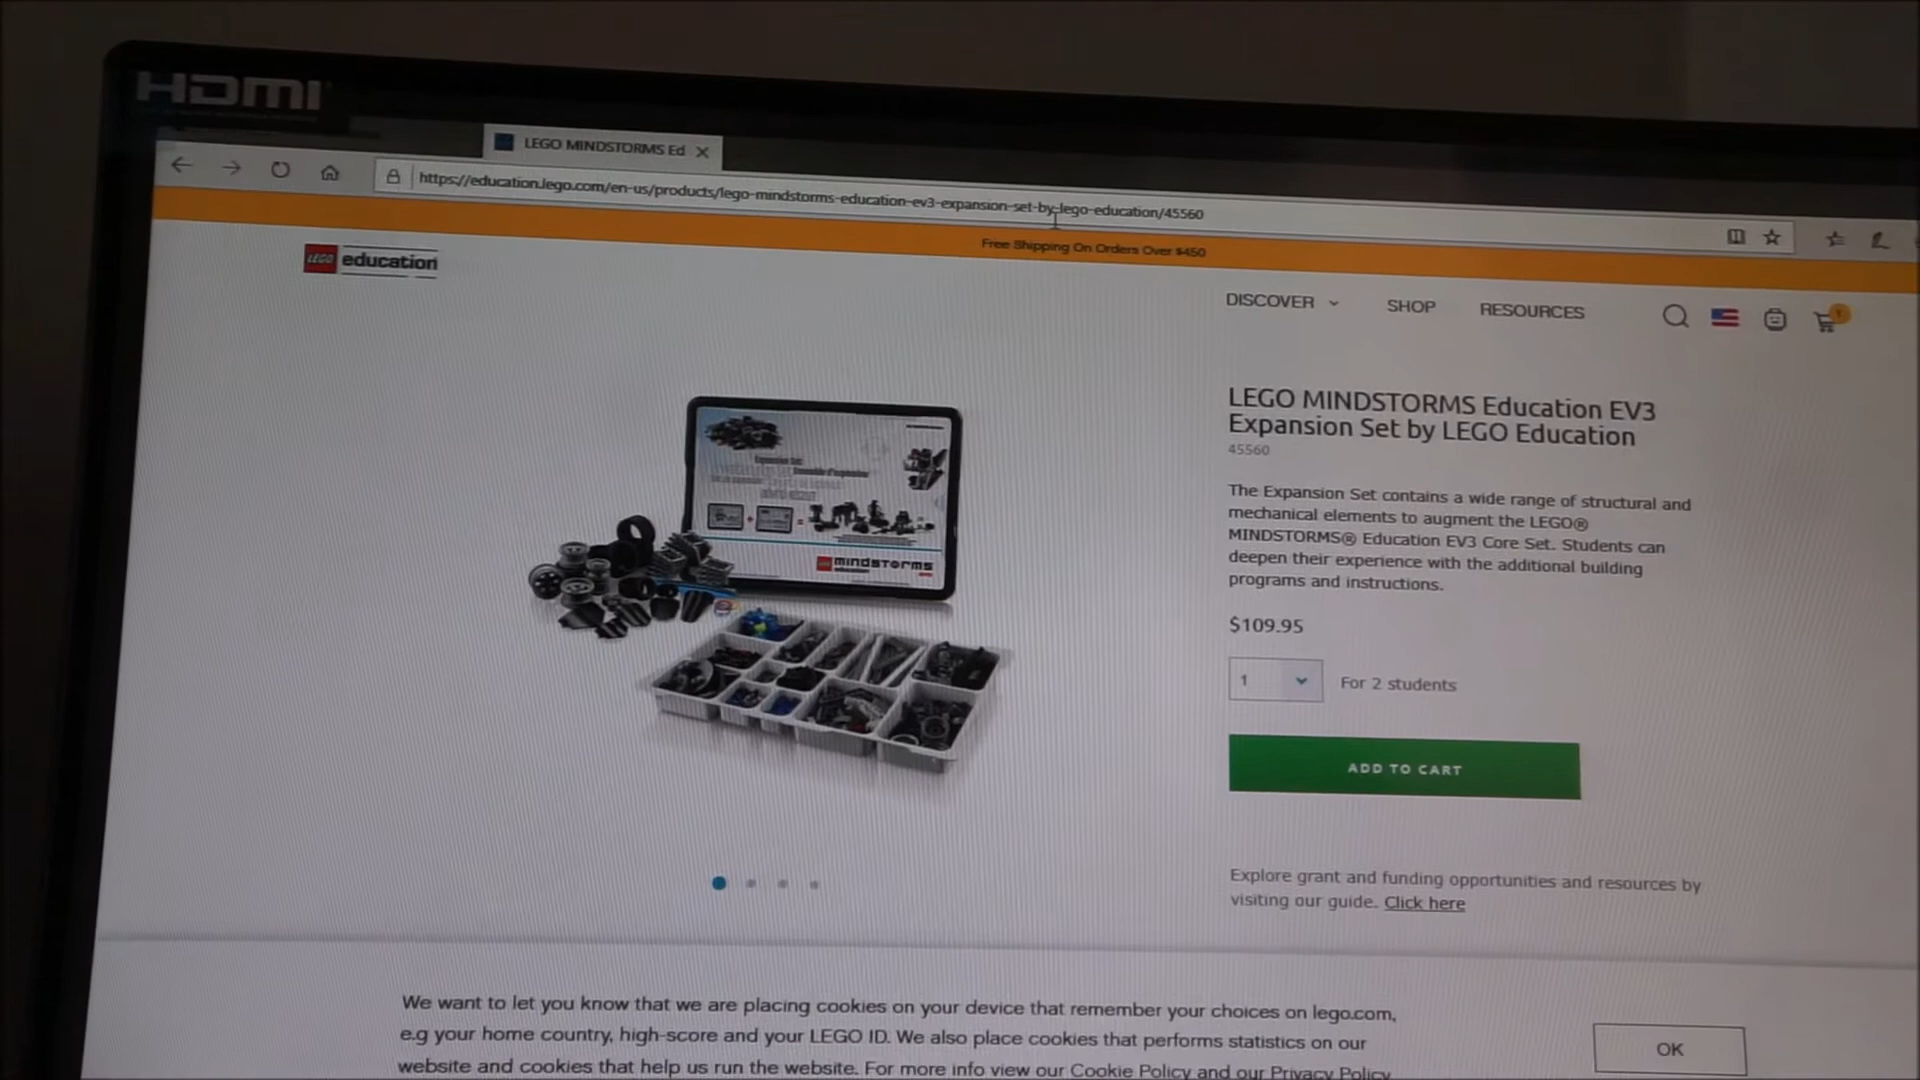 HDMI
LEGO MINDSTORMS Ed
https://education.lego.com/en-us/products/lego-mindstorms-education-ev3-expansion-set-by-lego-education/45560
Free Shipping On Orders Over $450
LEGO education
DISCOVER SHOP RESOURCES
1
LEGO MINDSTORMS Education EV3
Expansion Set by LEGO Education
45560
The Expansion Set contains a wide range of structural and
mechanical elements to augment the LEGO®
MINDSTORMS® Education EV3 Core Set. Students can
deepen their experience with the additional building
programs and instructions.
$109.95
1 For 2 students
ADD TO CART
Expansion Set
mindstorms
education
Explore grant and funding opportunities and resources by
visiting our guide. Click here
We want to let you know that we are placing cookies on your device that remember your choices on lego.com,
e.g your home country, high-score and your LEGO ID. We also place cookies that performs statistics on our
website and cookies that help us run the website. For more info view our Cookie Policy and our Privacy Policy
OK